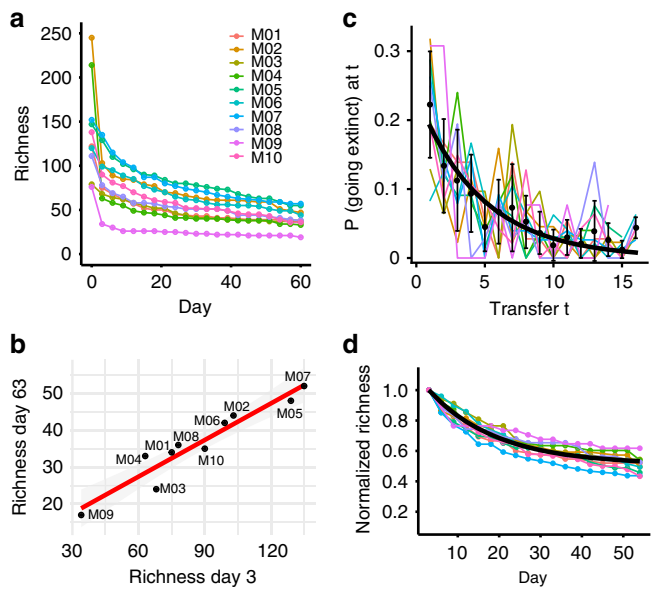 a
250
200
150
100
50
0
Richness
0
20
40
60
Day
M01
M02
M03
M04
M05
M06
M07
M08
M09
M10
c
0.3
0.2
0.1
0
P (going extinct) at t
0
5
10
15
Transfer t
b
50
40
30
20
Richness day 63
30
60
90
120
Richness day 3
M07
M05
M02
M06
M08
M01
M04
M10
M03
M09
d
1.0
0.8
0.6
0.4
0.2
Normalized richness
10
20
30
40
50
Day